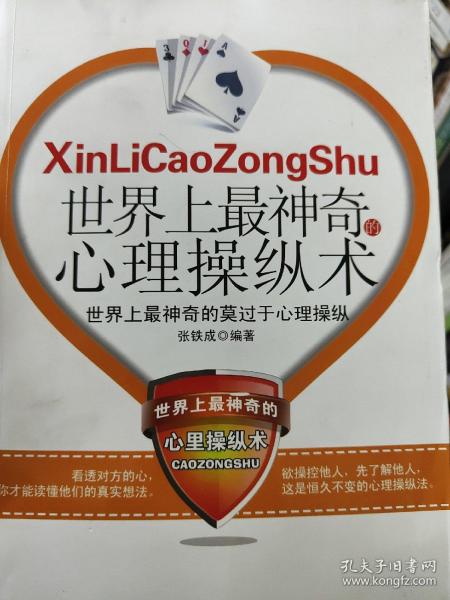 3 Q J A
XinLiCaoZongShu
世界上最神奇的
心理操纵术
世界上最神奇的莫过于心理操纵
张铁成◎编著
世界上最神奇的
心里操纵术
CAOZONGSHU
看透对方的心,
你才能读懂他们的真实想法。
欲操控他人,先了解他人,
这是恒久不变的心理操纵法。
孔夫子旧书网
www.kongfz.com